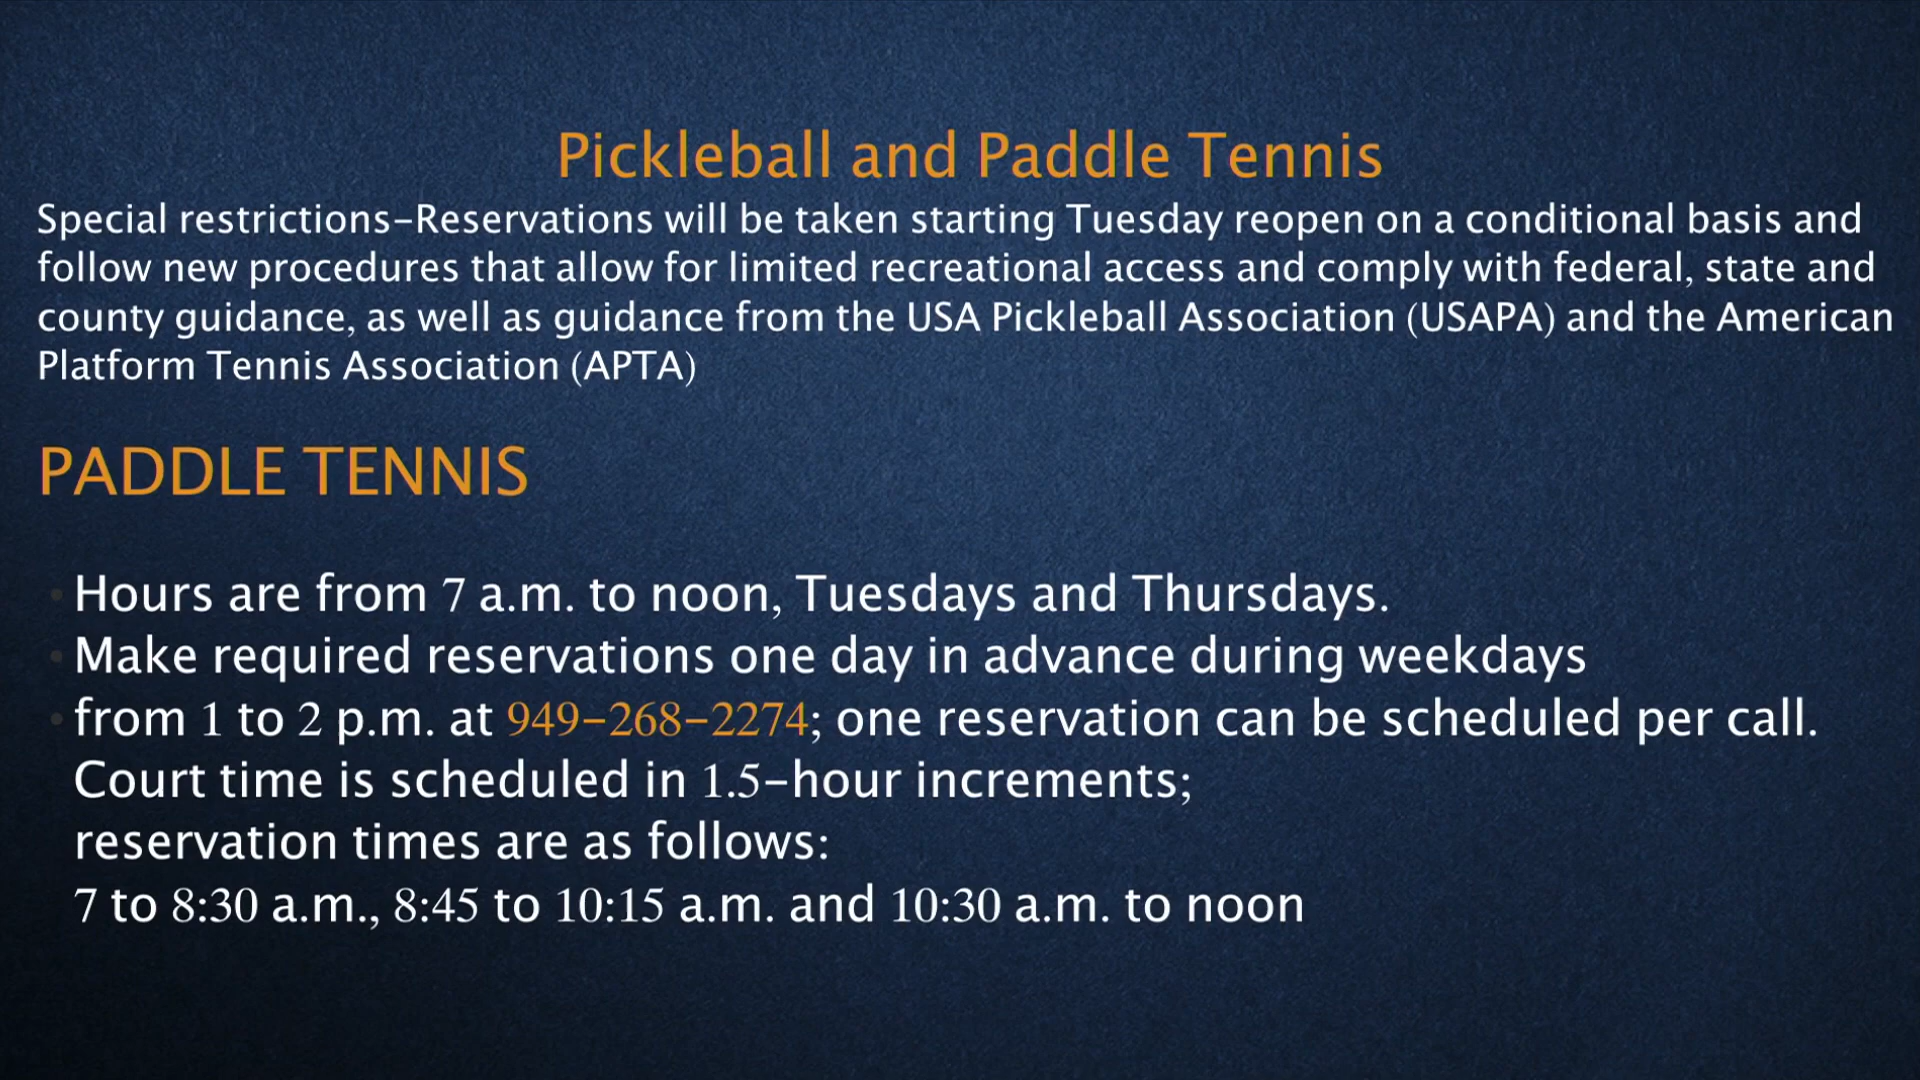 Pickleball and Paddle Tennis
Special restrictions–Reservations will be taken starting Tuesday reopen on a conditional basis and
follow new procedures that allow for limited recreational access and comply with federal, state and
county guidance, as well as guidance from the USA Pickleball Association (USAPA) and the American
Platform Tennis Association (APTA)
PADDLE TENNIS
• Hours are from 7 a.m. to noon, Tuesdays and Thursdays.
• Make required reservations one day in advance during weekdays
• from 1 to 2 p.m. at 949–268–2274; one reservation can be scheduled per call.
Court time is scheduled in 1.5–hour increments;
reservation times are as follows:
7 to 8:30 a.m., 8:45 to 10:15 a.m. and 10:30 a.m. to noon